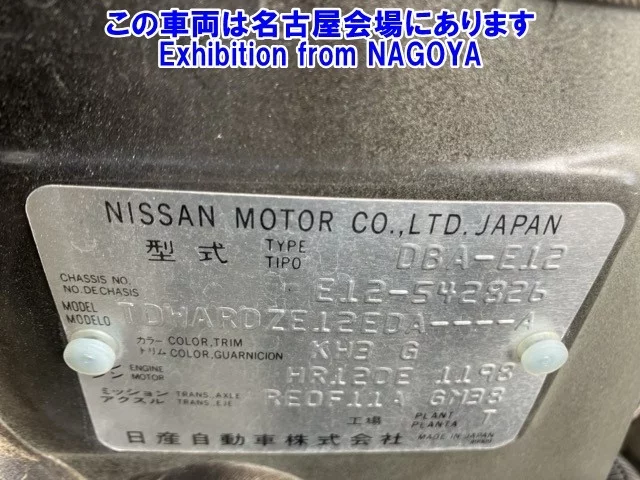 この車両は名古屋会場にあります
Exhibition from NAGOYA
NISSAN MOTOR CO.,LTD. JAPAN
型式 TYPE TIPO DBA-E12
CHASSIS NO. NO.DECHASIS E12-542926
MODEL MODELO TDWARDZE12EDA----A
カラー COLOR,TRIM トリム COLOR,GUARNICION KH3 G
ENGINE MOTOR HR12DE 1198
ミッション TRANS. AXLE アクスル TRANS. EJE RE0F11A GM38
工場 PLANT PLANTA T
日産自動車株式会社 MADE IN JAPAN